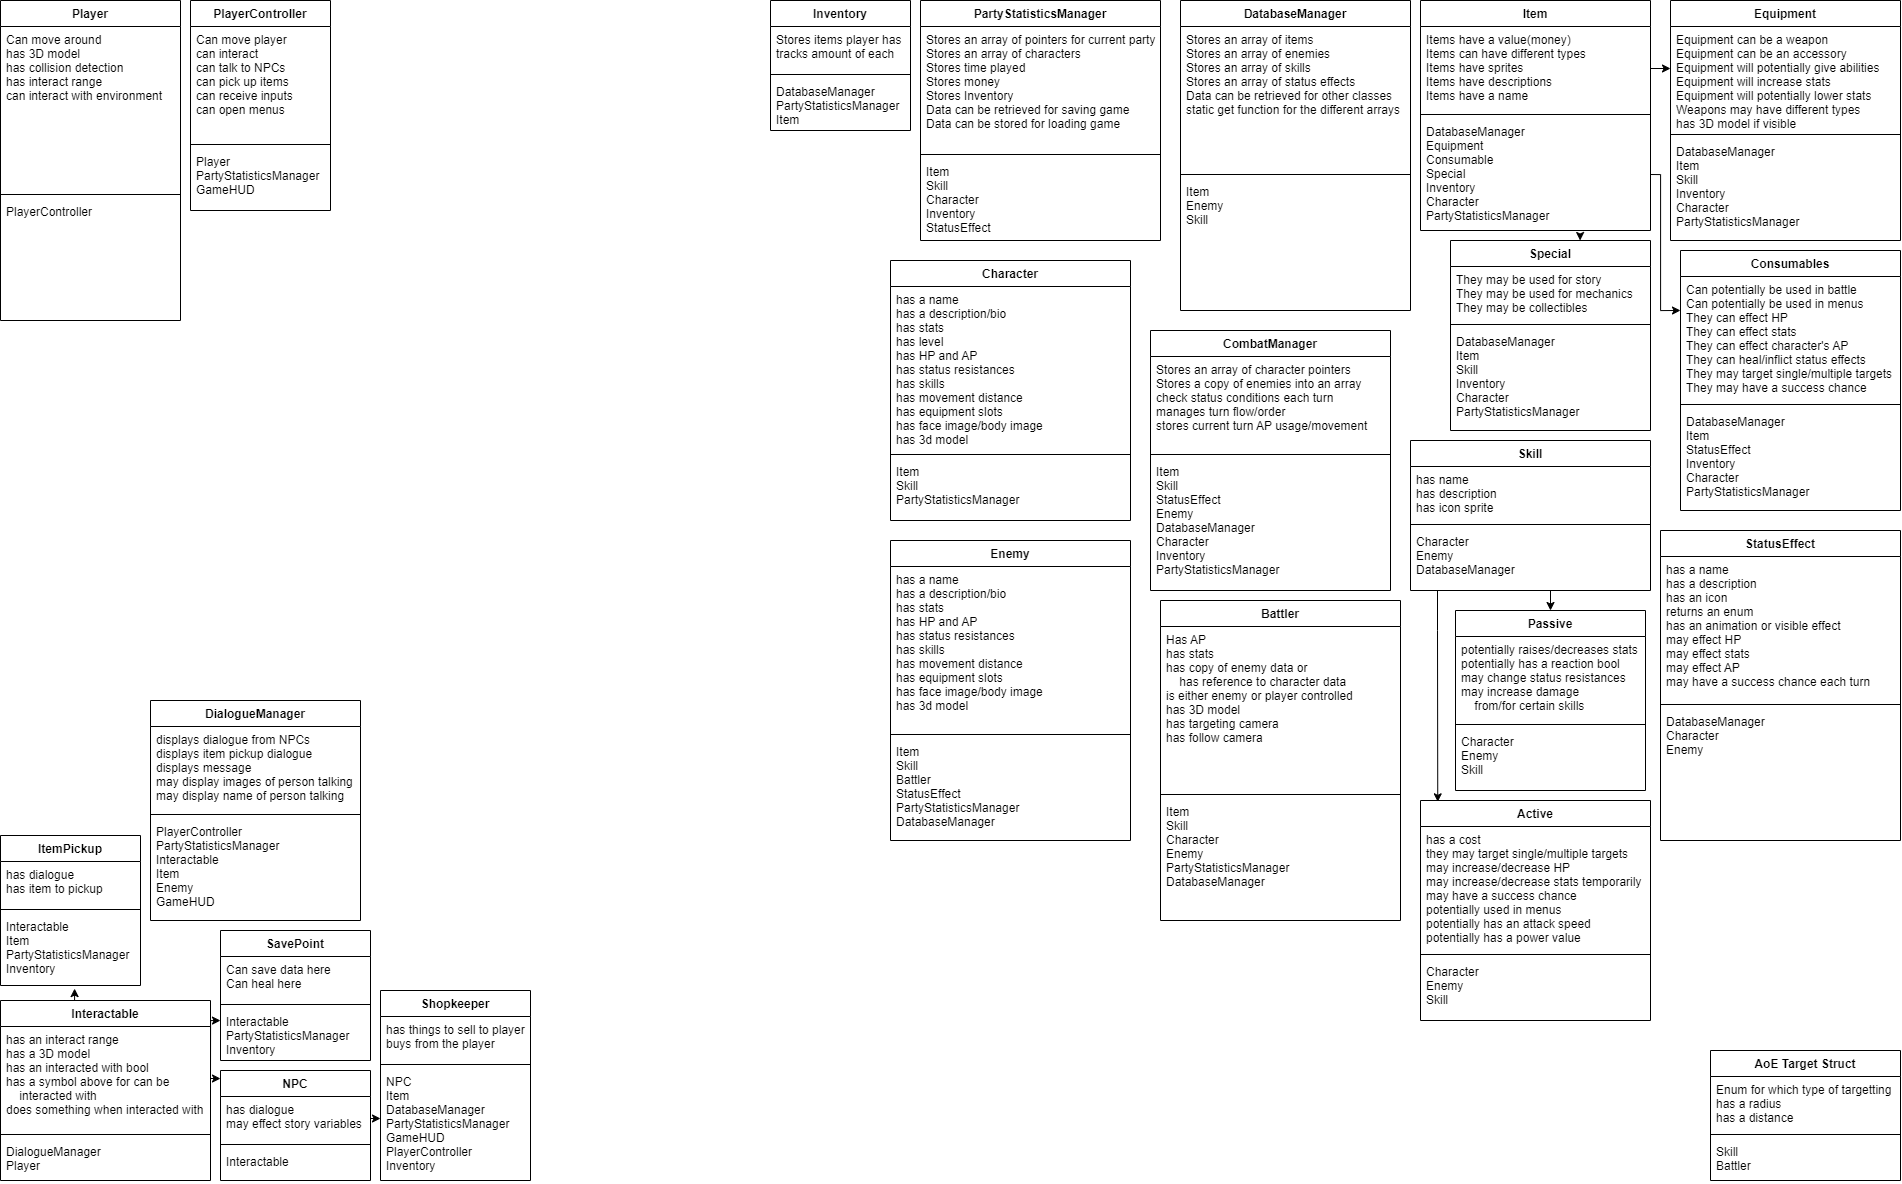 Player
Can move around
has 3D model
has collision detection
has interact range
can interact with environment
PlayerController
PlayerController
Can move player
can interact
can talk to NPCs
can pick up items
can receive inputs
can open menus
Player
PartyStatisticsManager
GameHUD
Inventory
Stores items player has
tracks amount of each
DatabaseManager
PartyStatisticsManager
Item
PartyStatisticsManager
Stores an array of pointers for current party
Stores an array of characters
Stores time played
Stores money
Stores Inventory
Data can be retrieved for saving game
Data can be stored for loading game
Item
Skill
Character
Inventory
StatusEffect
DatabaseManager
Stores an array of items
Stores an array of enemies
Stores an array of skills
Stores an array of status effects
Data can be retrieved for other classes
static get function for the different arrays
Item
Enemy
Skill
Item
Items have a value(money)
Items can have different types
Items have sprites
Items have descriptions
Items have a name
DatabaseManager
Equipment
Consumable
Special
Inventory
Character
PartyStatisticsManager
Equipment
Equipment can be a weapon
Equipment can be an accessory
Equipment will potentially give abilities
Equipment will increase stats
Equipment will potentially lower stats
Weapons may have different types
has 3D model if visible
DatabaseManager
Item
Skill
Inventory
Character
PartyStatisticsManager
Special
They may be used for story
They may be used for mechanics
They may be collectibles
DatabaseManager
Item
Skill
Inventory
Character
PartyStatisticsManager
Consumables
Can potentially be used in battle
Can potentially be used in menus
They can effect HP
They can effect stats
They can effect character's AP
They can heal/inflict status effects
They may target single/multiple targets
They may have a success chance
DatabaseManager
Item
StatusEffect
Inventory
Character
PartyStatisticsManager
Character
has a name
has a description/bio
has stats
has level
has HP and AP
has status resistances
has skills
has movement distance
has equipment slots
has face image/body image
has 3d model
Item
Skill
PartyStatisticsManager
CombatManager
Stores an array of character pointers
Stores a copy of enemies into an array
check status conditions each turn
manages turn flow/order
stores current turn AP usage/movement
Item
Skill
StatusEffect
Enemy
DatabaseManager
Character
Inventory
PartyStatisticsManager
Skill
has name
has description
has icon sprite
Character
Enemy
DatabaseManager
Enemy
has a name
has a description/bio
has stats
has HP and AP
has status resistances
has skills
has movement distance
has equipment slots
has face image/body image
has 3d model
Item
Skill
Battler
StatusEffect
PartyStatisticsManager
DatabaseManager
Battler
Has AP
has stats
has copy of enemy data or
has reference to character data
is either enemy or player controlled
has 3D model
has targeting camera
has follow camera
Item
Skill
Character
Enemy
PartyStatisticsManager
DatabaseManager
Passive
potentially raises/decreases stats
potentially has a reaction bool
may change status resistances
may increase damage
from/for certain skills
Character
Enemy
Skill
StatusEffect
has a name
has a description
has an icon
returns an enum
has an animation or visible effect
may effect HP
may effect stats
may effect AP
may have a success chance each turn
DatabaseManager
Character
Enemy
Active
has a cost
they may target single/multiple targets
may increase/decrease HP
may increase/decrease stats temporarily
may have a success chance
potentially used in menus
potentially has an attack speed
potentially has a power value
Character
Enemy
Skill
DialogueManager
displays dialogue from NPCs
displays item pickup dialogue
displays message
may display images of person talking
may display name of person talking
PlayerController
PartyStatisticsManager
Interactable
Item
Enemy
GameHUD
ItemPickup
has dialogue
has item to pickup
Interactable
Item
PartyStatisticsManager
Inventory
SavePoint
Can save data here
Can heal here
Interactable
PartyStatisticsManager
Inventory
Interactable
has an interact range
has a 3D model
has an interacted with bool
has a symbol above for can be
interacted with
does something when interacted with
DialogueManager
Player
NPC
has dialogue
may effect story variables
Interactable
Shopkeeper
has things to sell to player
buys from the player
NPC
Item
DatabaseManager
PartyStatisticsManager
GameHUD
PlayerController
Inventory
AoE Target Struct
Enum for which type of targetting
has a radius
has a distance
Skill
Battler